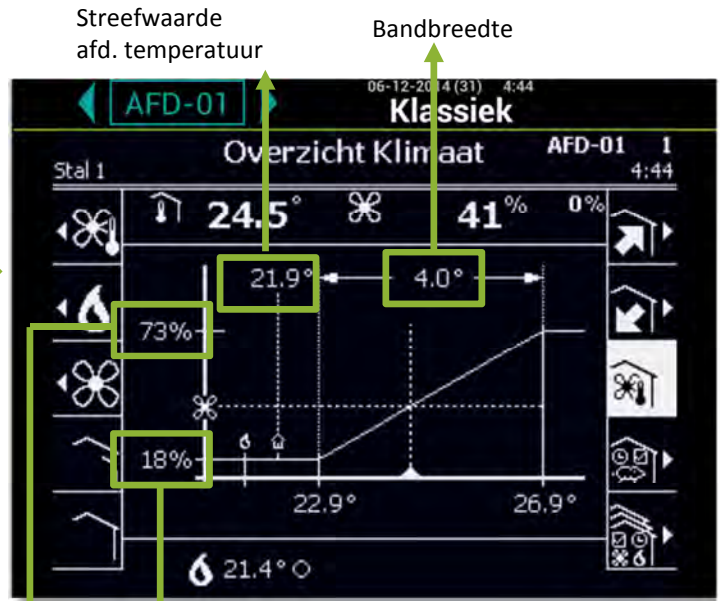 Streefwaarde
afd. temperatuur
Bandbreedte
06-12-2014 (31) 4:44
AFD-01
Klassiek
Overzicht Klimaat
AFD-01 1
Stal 1
4:44
24.5° 41% 0%
21.9° 4.0°
73%
18%
22.9° 26.9°
21.4°